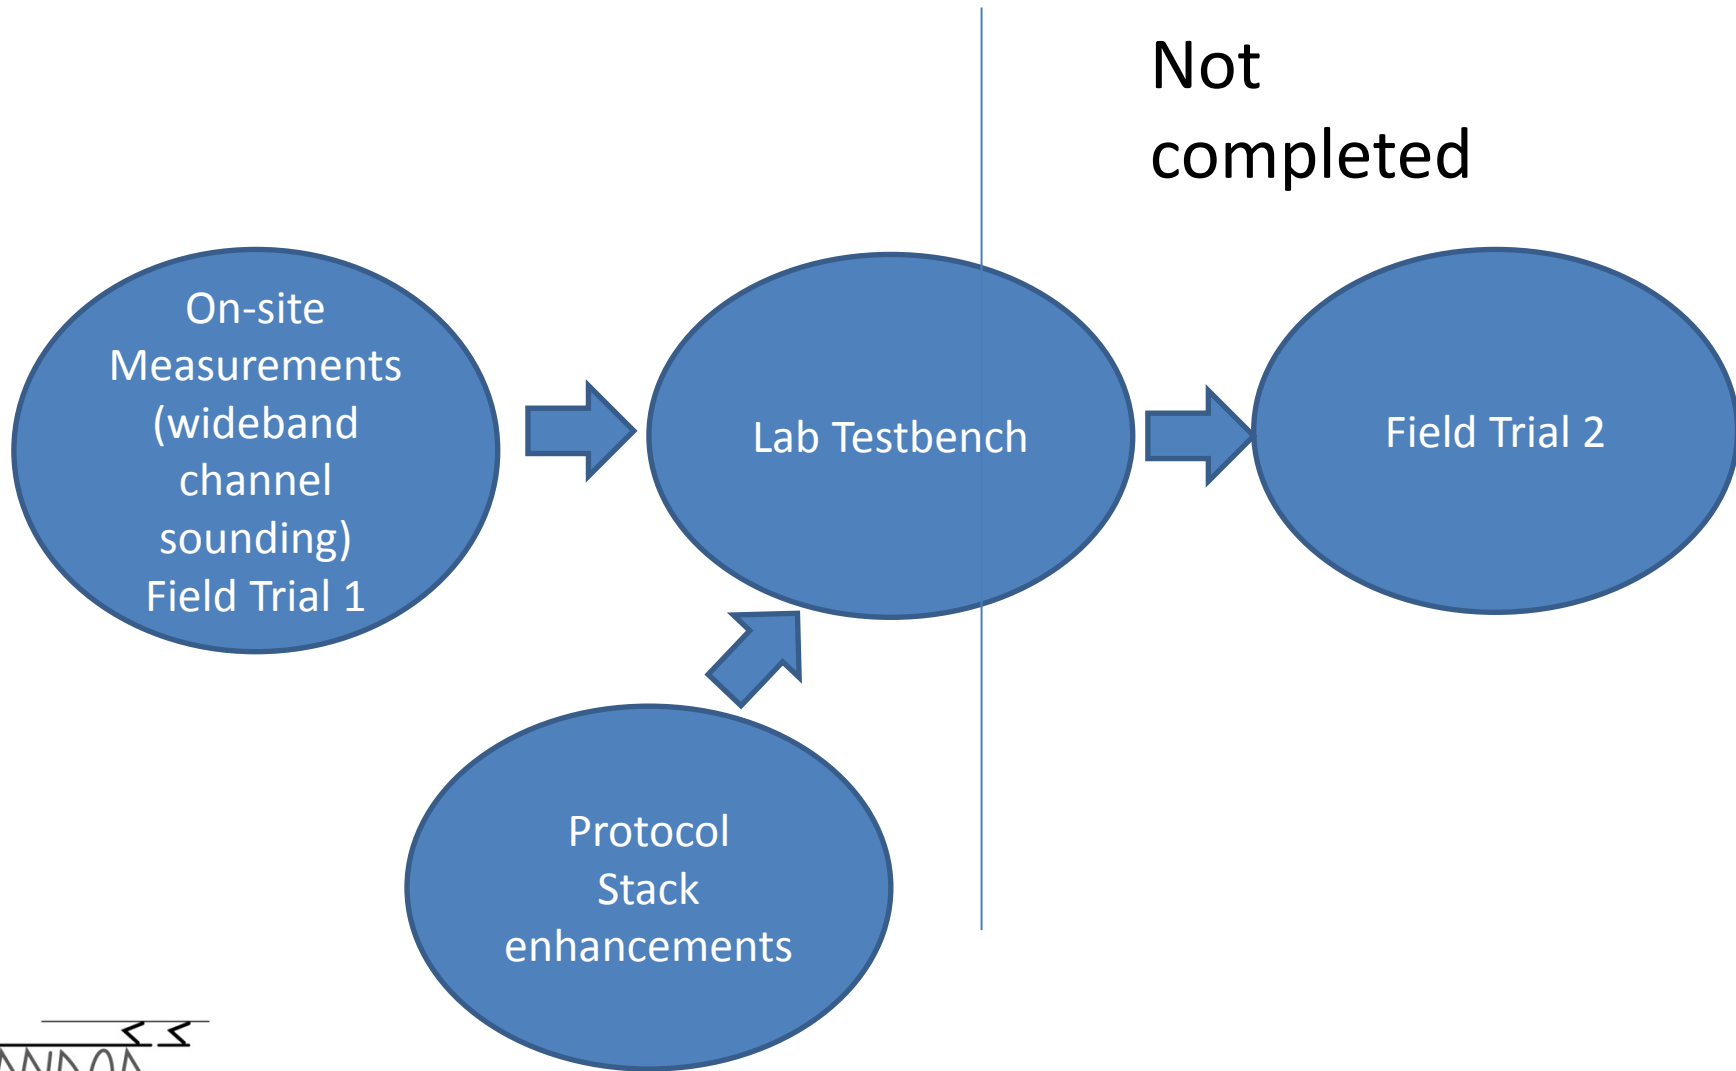 Not
completed
On-site
Measurements
(wideband
channel
sounding)
Field Trial 1
Lab Testbench
Field Trial 2
Protocol
Stack
enhancements